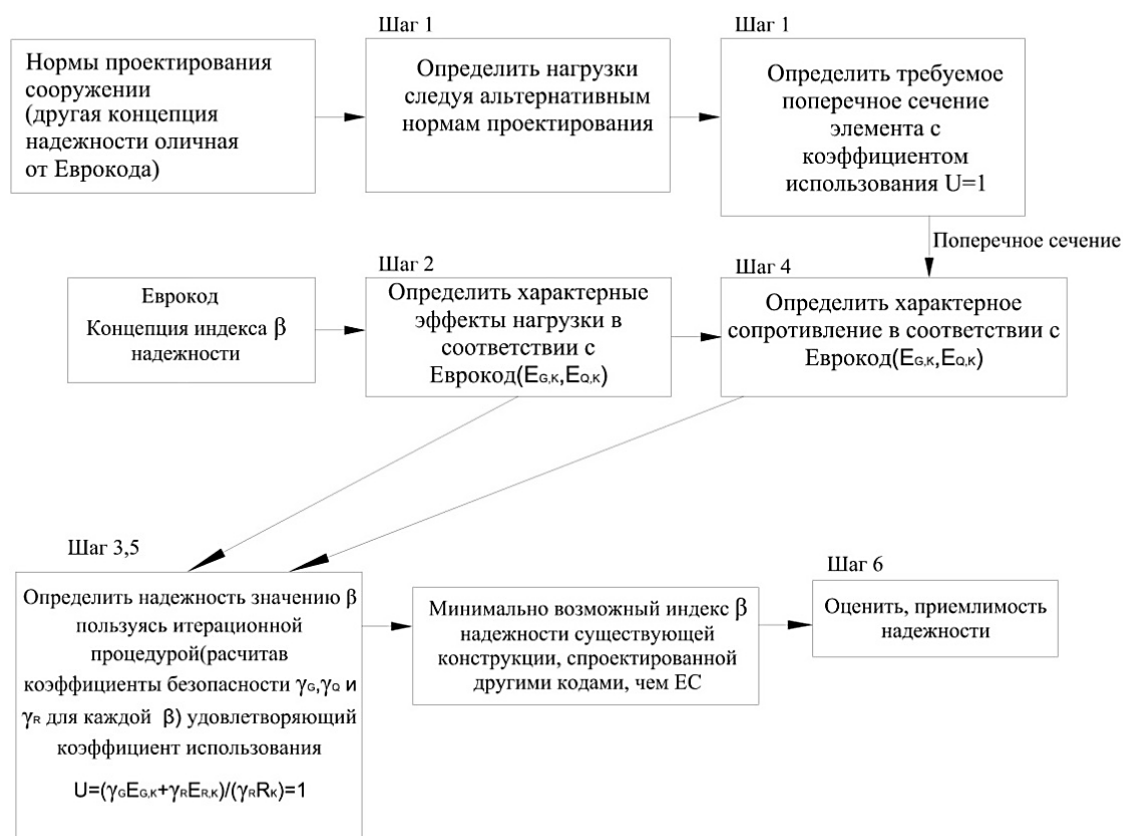 Шаг 1
Шаг 1
Нормы проектирования
сооружении
(другая концепция
надежности оличная
от Еврокода)
Определить нагрузки
следуя альтернативным
нормам проектирования
Определить требуемое
поперечное сечение
элемента с
коэффициентом
использования U=1
Поперечное сечение
Шаг 2
Шаг 4
Еврокод
Концепция индекса β
надежности
Определить характерные
эффекты нагрузки в
соответствии с
Еврокод(EG,K,EQ,K)
Определить характерное
сопротивление в соответствии с
Еврокод(EG,K,EQ,K)
Шаг 3,5
Определить надежность значению β
пользуясь итерационной
процедурой(расчитав
коэффициенты безопасности γG,γQ и
γR для каждой β) удовлетворяющий
коэффициент использования
U=(γGEG,K+γRER,K)/(γRRK)=1
Минимально возможный индекс β
надежности существующей
конструкции, спроектированной
другими кодами, чем ЕС
Шаг 6
Оценить, приемлимость
надежности